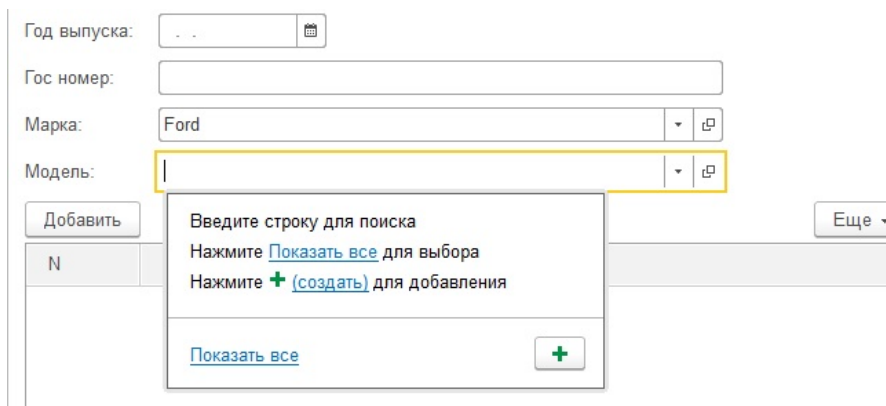 Год выпуска: . .
Гос номер:
Марка: Ford
Модель:
Добавить
Еще
N
Введите строку для поиска
Нажмите Показать все для выбора
Нажмите + (создать) для добавления
Показать все +